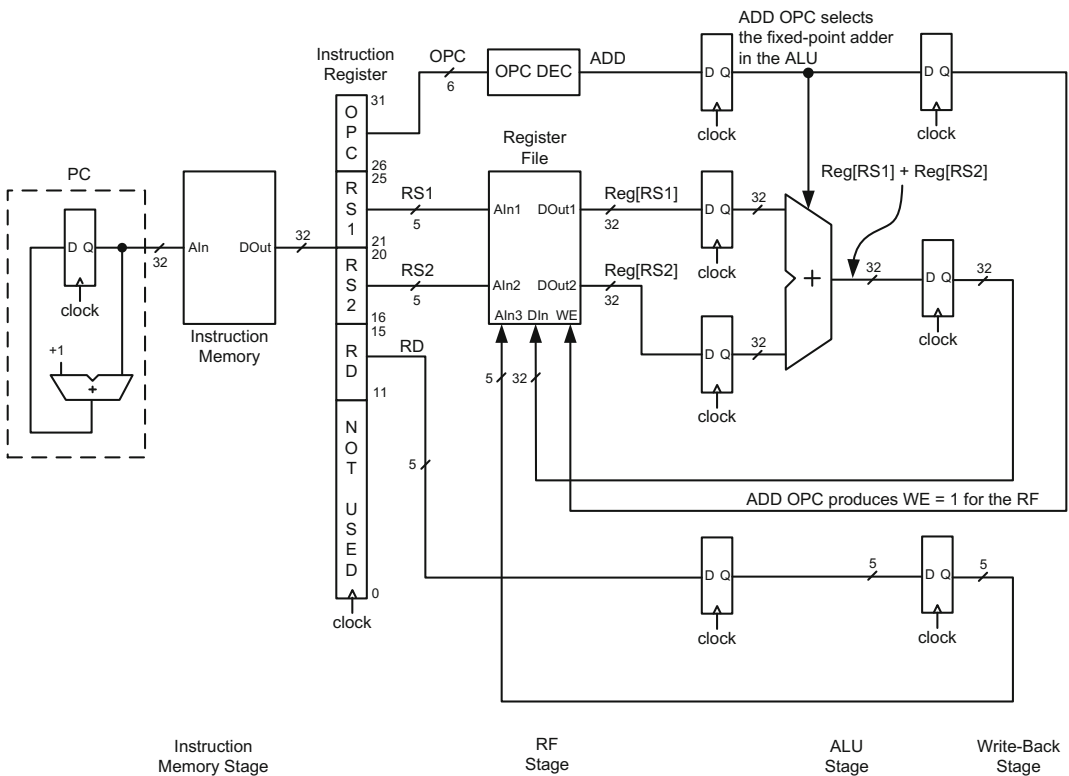 ADD OPC selects
the fixed-point adder
in the ALU
Instruction
Register
OPC
6
OPC DEC
ADD
D Q
clock
D Q
clock
31
O
P
C
26
25
R
S
1
21
20
R
S
2
16
15
R
D
11
N
O
T
U
S
E
D
0
clock
PC
D Q
clock
+1
+
32
AIn
DOut
Instruction
Memory
32
RS1
5
RS2
5
RD
5
Register
File
AIn1
DOut1
AIn2
DOut2
AIn3 DIn WE
5
32
Reg[RS1]
32
Reg[RS2]
32
D Q
clock
32
D Q
clock
32
+
Reg[RS1] + Reg[RS2]
32
D Q
clock
32
ADD OPC produces WE = 1 for the RF
D Q
clock
5
D Q
clock
5
Instruction
Memory Stage
RF
Stage
ALU
Stage
Write-Back
Stage